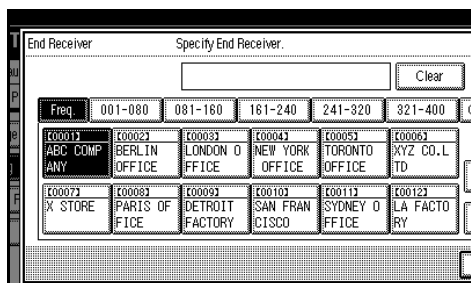 End Receiver Specify End Receiver.
Clear
Freq. 001-080 081-160 161-240 241-320 321-400
[0001] [0002] [0003] [0004] [0005] [0006]
ABC COMP BERLIN LONDON O NEW YORK TORONTO XYZ CO.L
ANY OFFICE FFICE OFFICE OFFICE TD
[0007] [0008] [0009] [0010] [0011] [0012]
X STORE PARIS OF DETROIT SAN FRAN SYDNEY O LA FACTO
FICE FACTORY CISCO FFICE RY